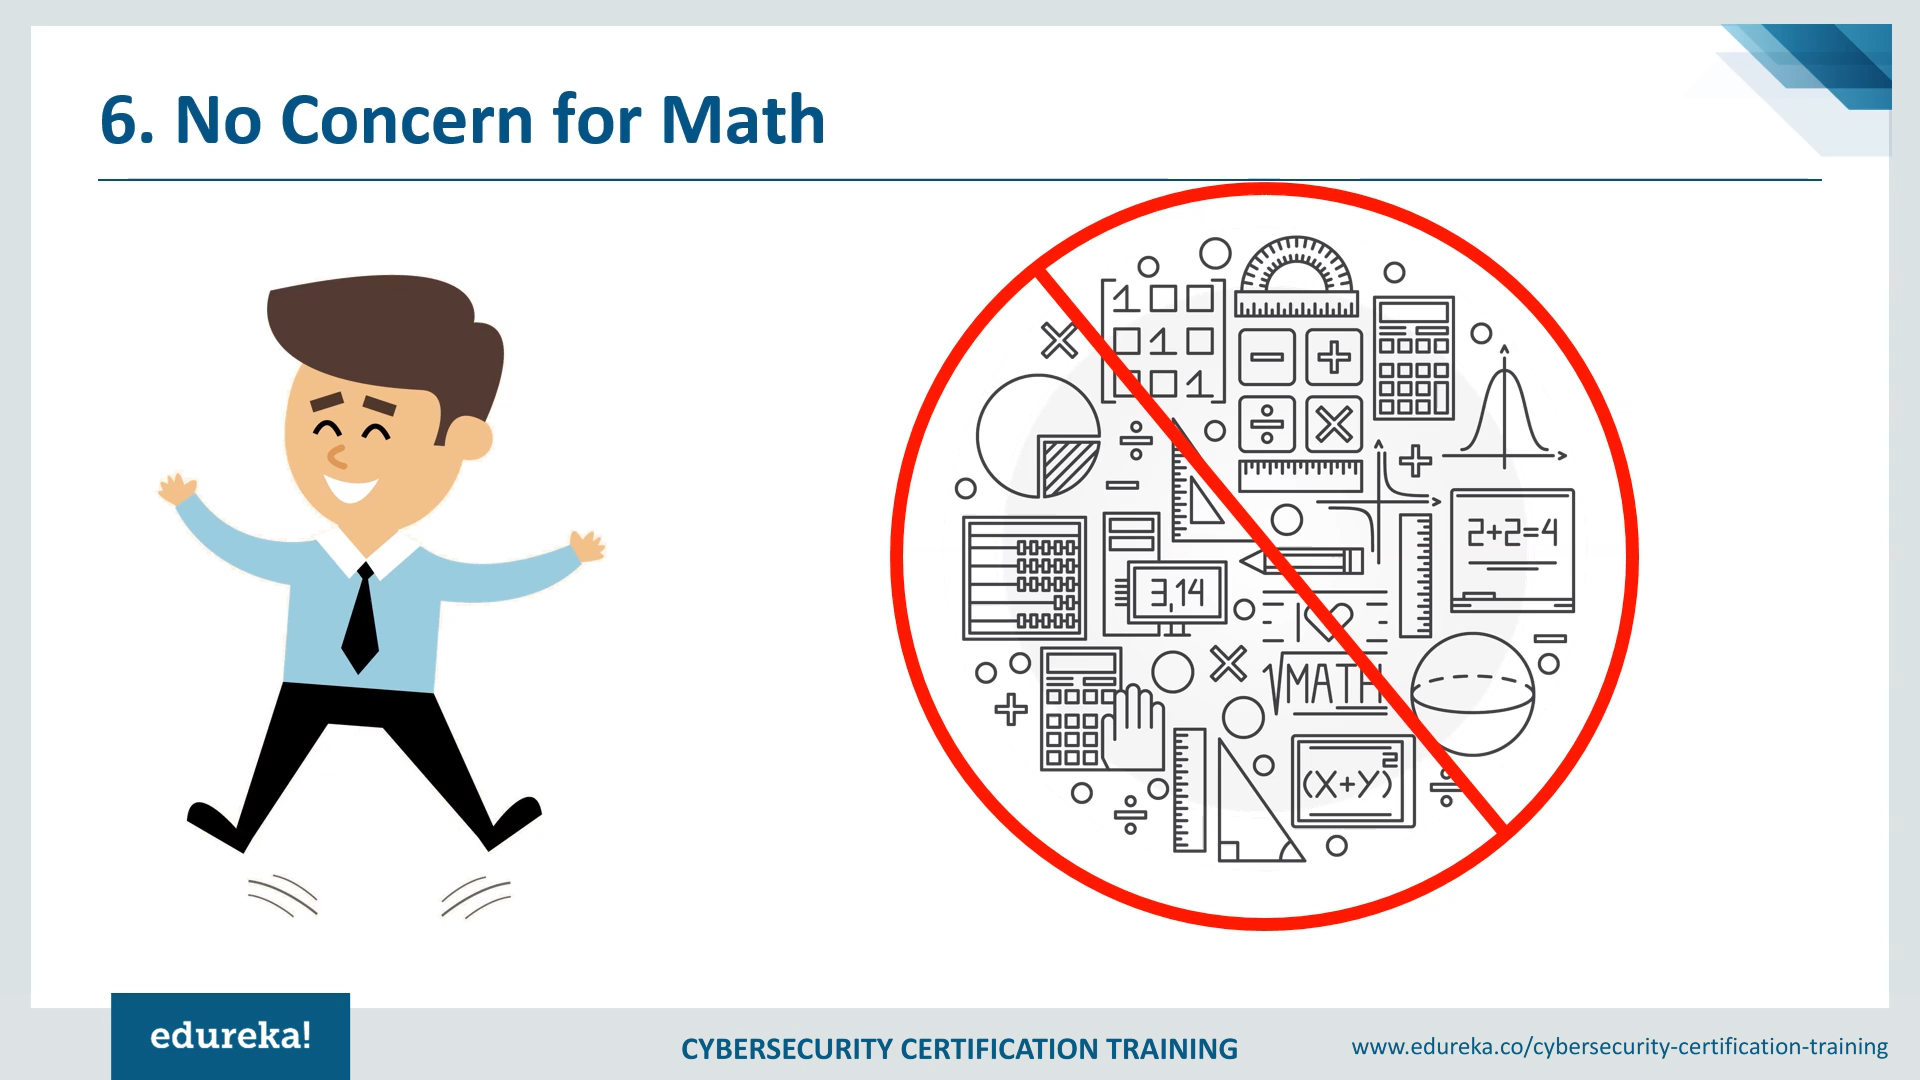 6. No Concern for Math
1
1
1
2+2=4
3,14
√MATH
(X+Y)²
edureka!
CYBERSECURITY CERTIFICATION TRAINING
www.edureka.co/cybersecurity-certification-training